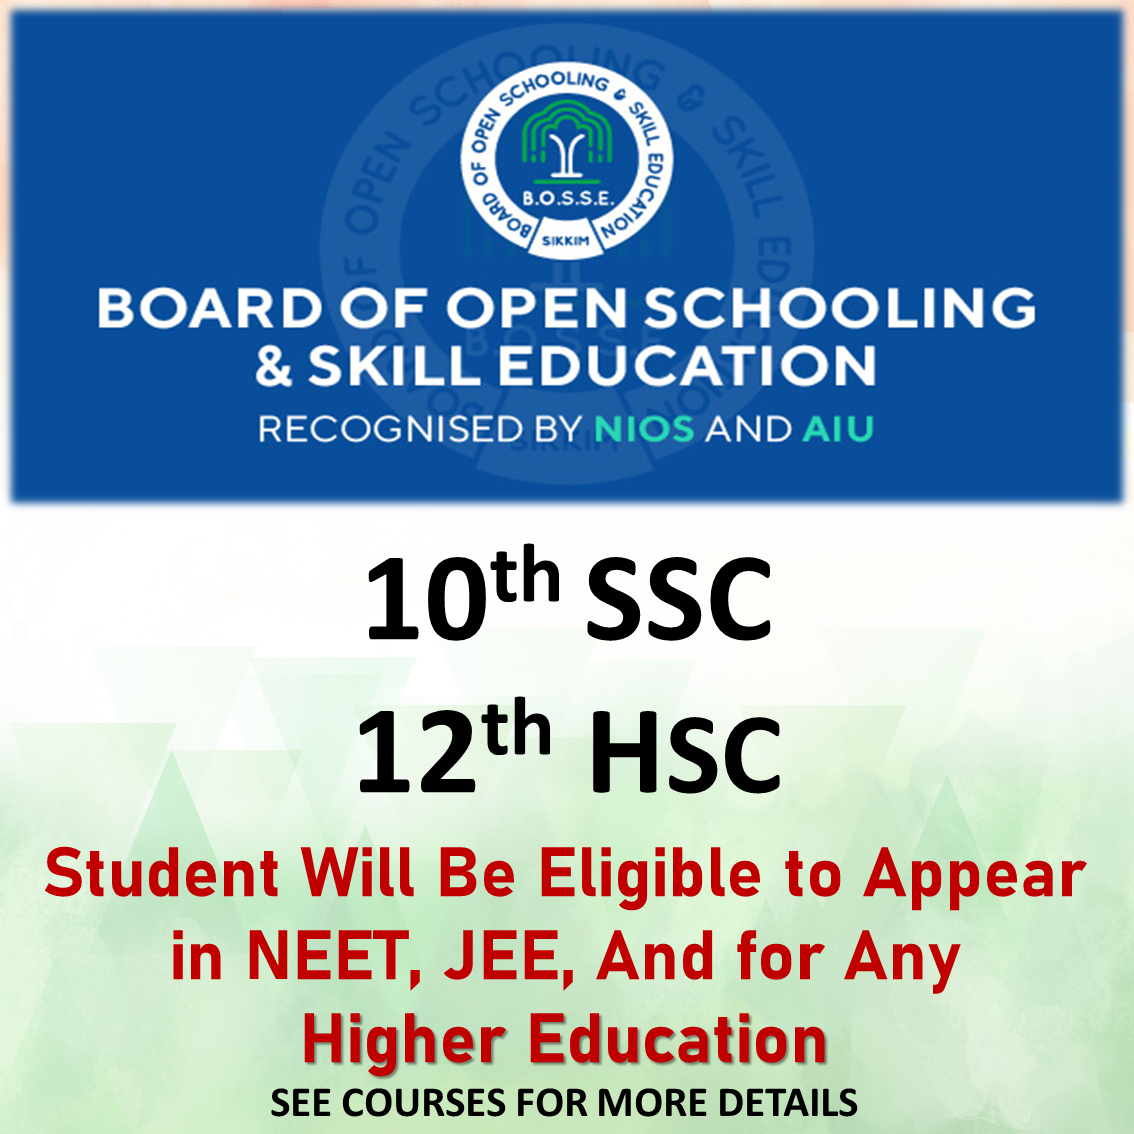 BOARD OF OPEN SCHOOLING & SKILL EDUCATION
B.O.S.S.E.
SIKKIM
BOARD OF OPEN SCHOOLING
& SKILL EDUCATION
RECOGNISED BY NIOS AND AIU
10th SSC
12th HSC
Student Will Be Eligible to Appear
in NEET, JEE, And for Any
Higher Education
SEE COURSES FOR MORE DETAILS